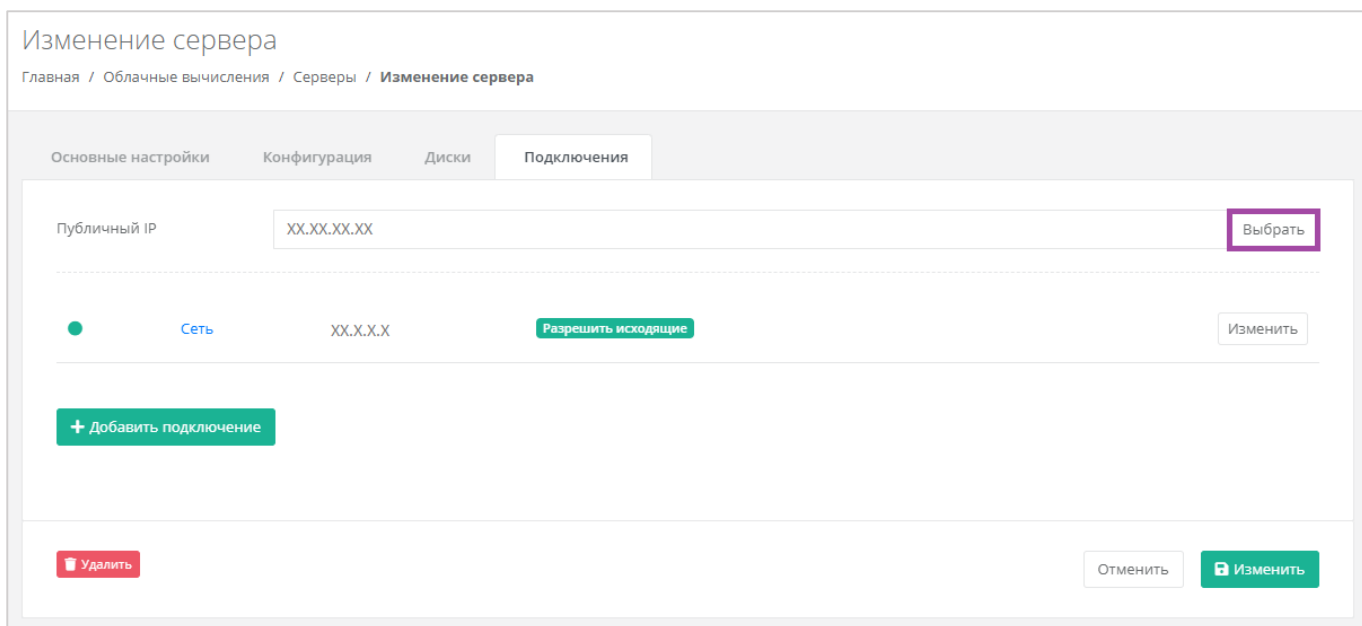 Изменение сервера
Главная / Облачные вычисления / Серверы / Изменение сервера
Основные настройки Конфигурация Диски Подключения
Публичный IP XX.XX.XX.XX Выбрать
Сеть XX.X.X.X Разрешить исходящие Изменить
+ Добавить подключение
Удалить Отменить Изменить